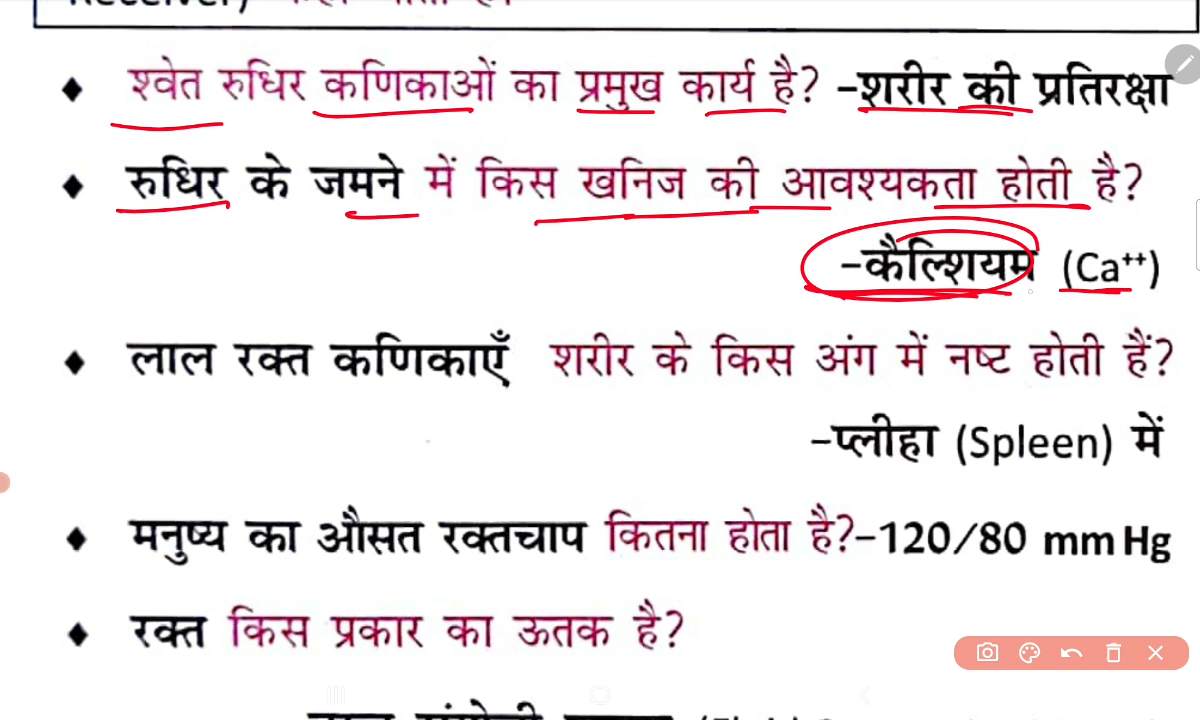 ♦ श्वेत रुधिर कणिकाओं का प्रमुख कार्य है? -शरीर की प्रतिरक्षा
♦ रुधिर के जमने में किस खनिज की आवश्यकता होती है?
-कैल्शियम (Ca⁺⁺)
♦ लाल रक्त कणिकाएँ शरीर के किस अंग में नष्ट होती हैं?
-प्लीहा (Spleen) में
♦ मनुष्य का औसत रक्तचाप कितना होता है?-120/80 mm Hg
♦ रक्त किस प्रकार का ऊतक है?